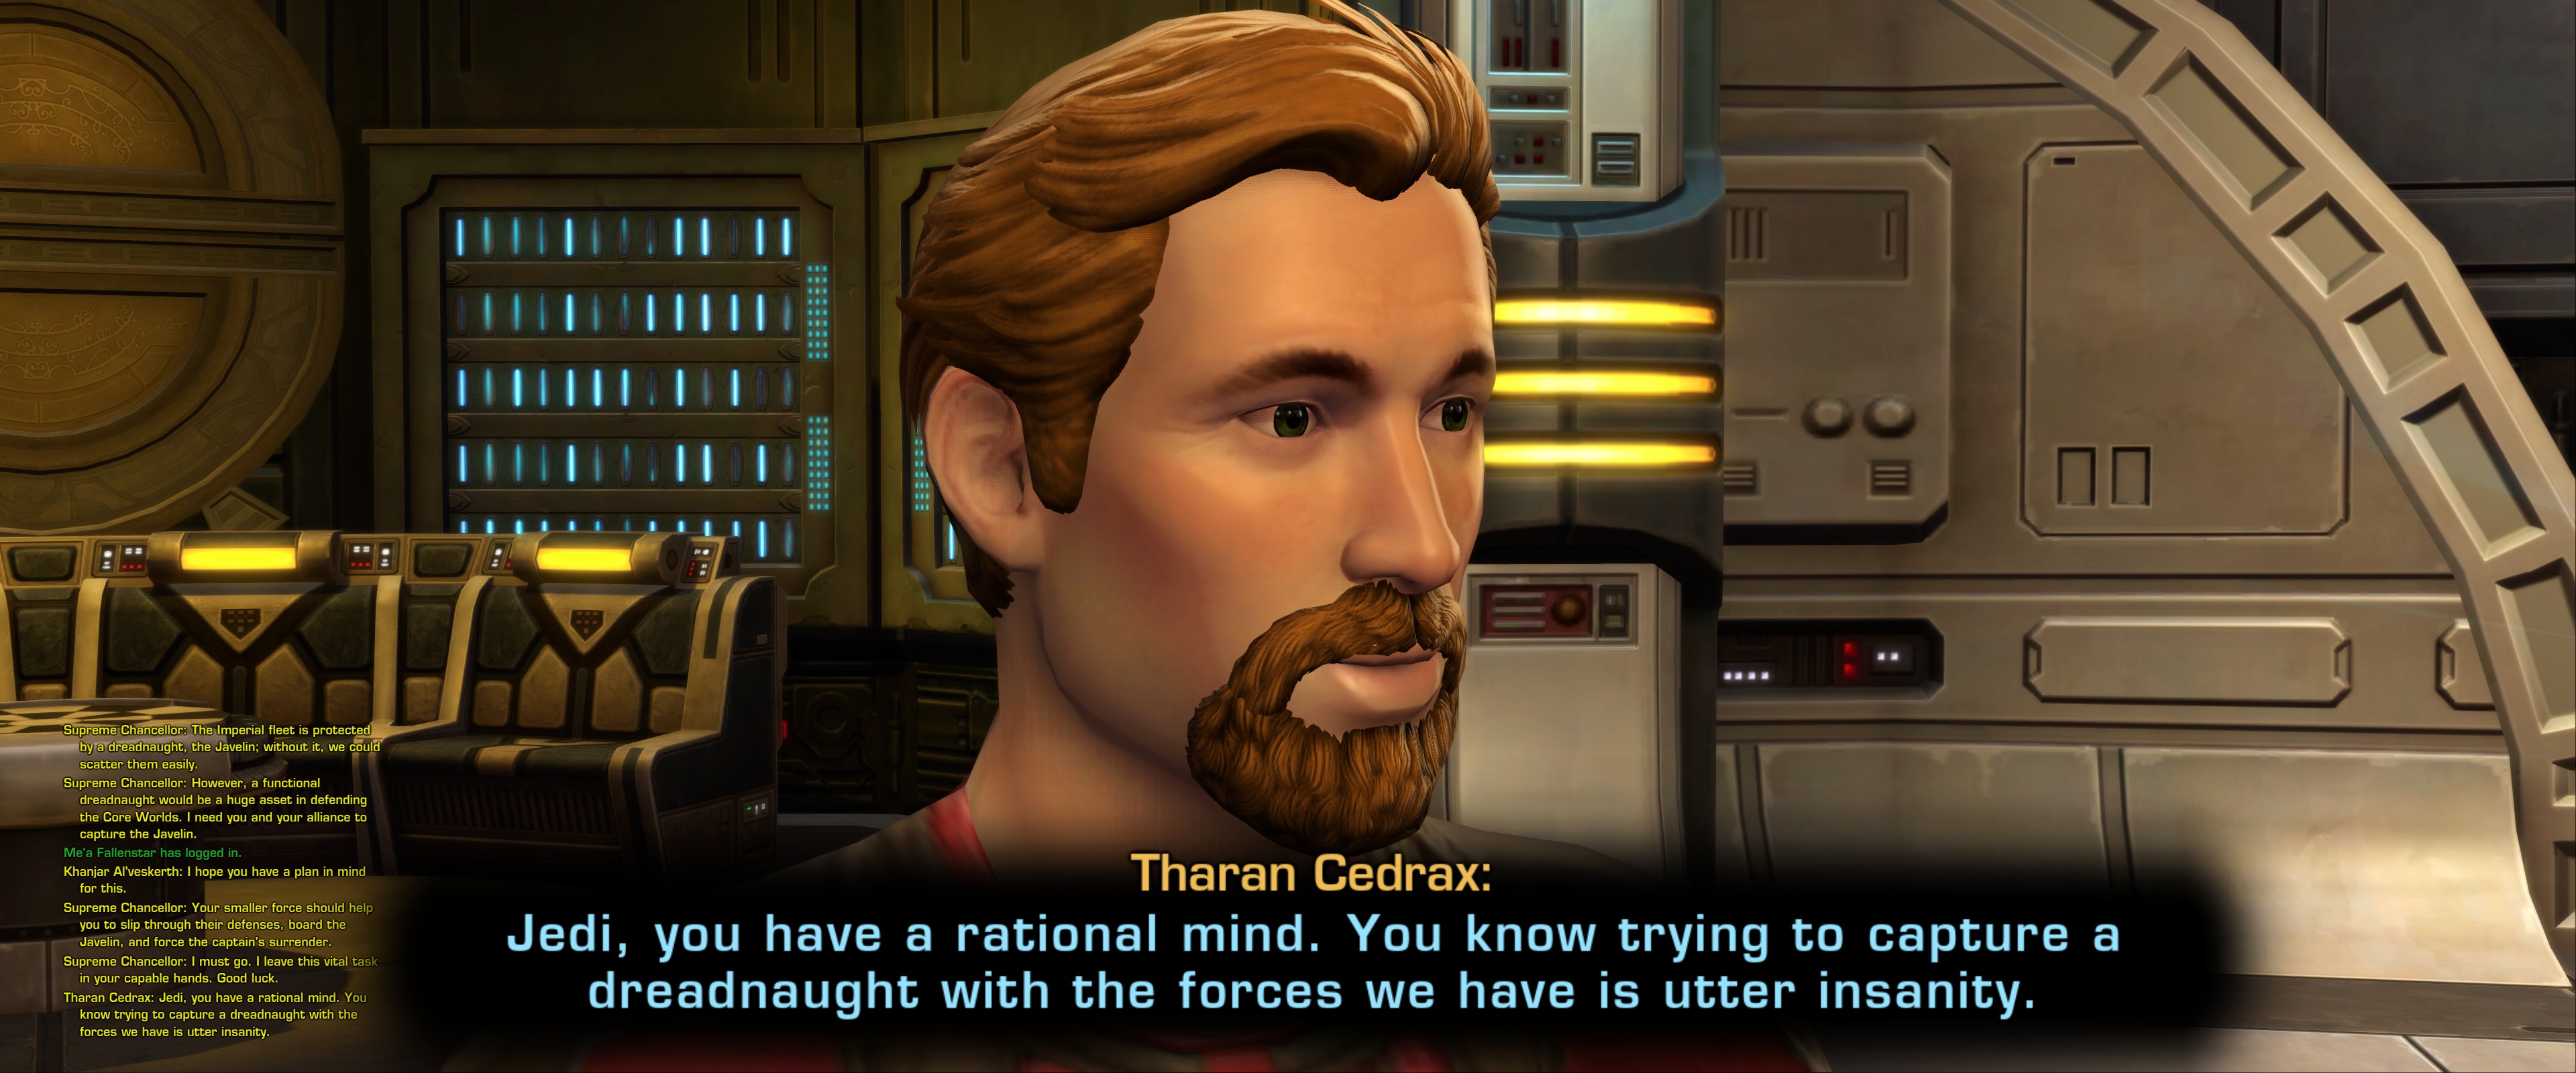 Supreme Chancellor: The Imperial fleet is protected
by a dreadnaught, the Javelin; without it, we could
scatter them easily.
Supreme Chancellor: However, a functional
dreadnaught would be a huge asset in defending
the Core Worlds. I need you and your alliance to
capture the Javelin.
Me'a Fallenstar has logged in.
Khanjar Al'veskerth: I hope you have a plan in mind
for this.
Supreme Chancellor: Your smaller force should help
you to slip through their defenses, board the
Javelin, and force the captain's surrender.
Supreme Chancellor: I must go. I leave this vital task
in your capable hands. Good luck.
Tharan Cedrax: Jedi, you have a rational mind. You
know trying to capture a dreadnaught with the
forces we have is utter insanity.
Tharan Cedrax:
Jedi, you have a rational mind. You know trying to capture a
dreadnaught with the forces we have is utter insanity.